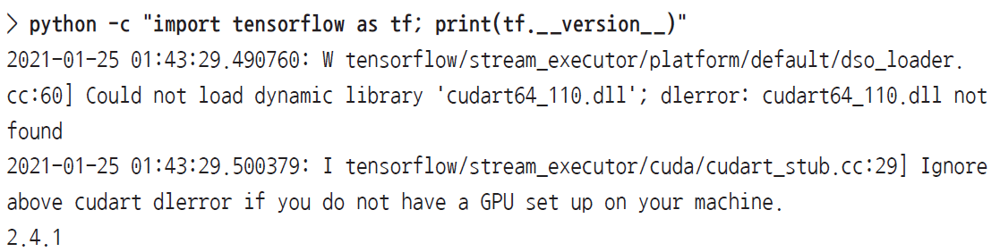 > python -c "import tensorflow as tf; print(tf.__version__)"
2021-01-25 01:43:29.490760: W tensorflow/stream_executor/platform/default/dso_loader.
cc:60] Could not load dynamic library 'cudart64_110.dll'; dlerror: cudart64_110.dll not
found
2021-01-25 01:43:29.500379: I tensorflow/stream_executor/cuda/cudart_stub.cc:29] Ignore
above cudart dlerror if you do not have a GPU set up on your machine.
2.4.1